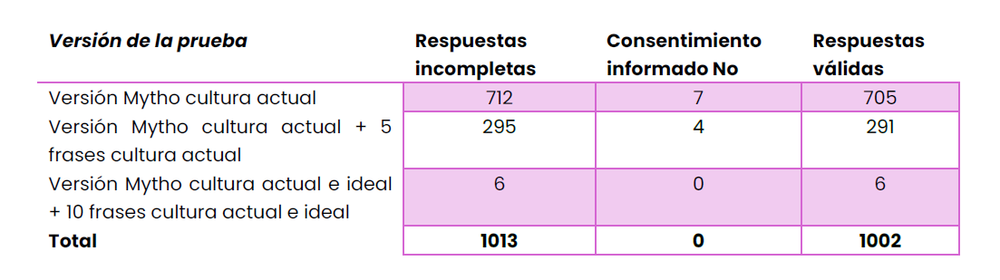 Versión de la prueba Respuestas incompletas Consentimiento informado No Respuestas válidas
Versión Mytho cultura actual 712 7 705
Versión Mytho cultura actual + 5 295 4 291
frases cultura actual
Versión Mytho cultura actual e ideal 6 0 6
+ 10 frases cultura actual e ideal
Total 1013 0 1002